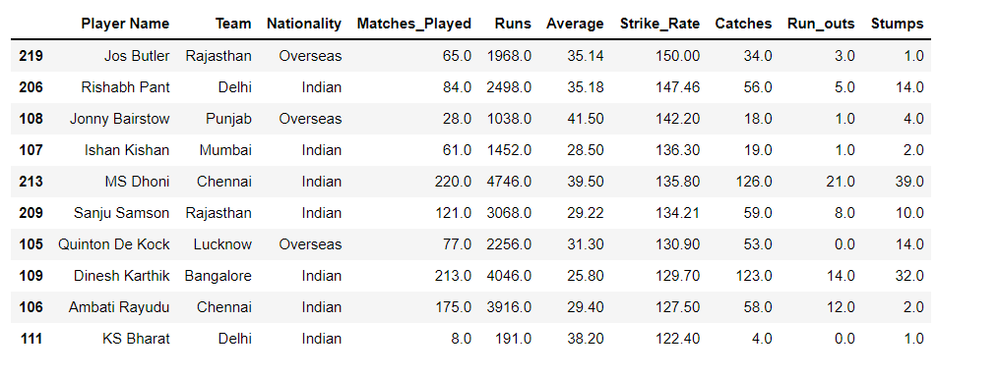 Player Name Team Nationality Matches_Played Runs Average Strike_Rate Catches Run_outs Stumps
219 Jos Butler Rajasthan Overseas 65.0 1968.0 35.14 150.00 34.0 3.0 1.0
206 Rishabh Pant Delhi Indian 84.0 2498.0 35.18 147.46 56.0 5.0 14.0
108 Jonny Bairstow Punjab Overseas 28.0 1038.0 41.50 142.20 18.0 1.0 4.0
107 Ishan Kishan Mumbai Indian 61.0 1452.0 28.50 136.30 19.0 1.0 2.0
213 MS Dhoni Chennai Indian 220.0 4746.0 39.50 135.80 126.0 21.0 39.0
209 Sanju Samson Rajasthan Indian 121.0 3068.0 29.22 134.21 59.0 8.0 10.0
105 Quinton De Kock Lucknow Overseas 77.0 2256.0 31.30 130.90 53.0 0.0 14.0
109 Dinesh Karthik Bangalore Indian 213.0 4046.0 25.80 129.70 123.0 14.0 32.0
106 Ambati Rayudu Chennai Indian 175.0 3916.0 29.40 127.50 58.0 12.0 2.0
111 KS Bharat Delhi Indian 8.0 191.0 38.20 122.40 4.0 0.0 1.0